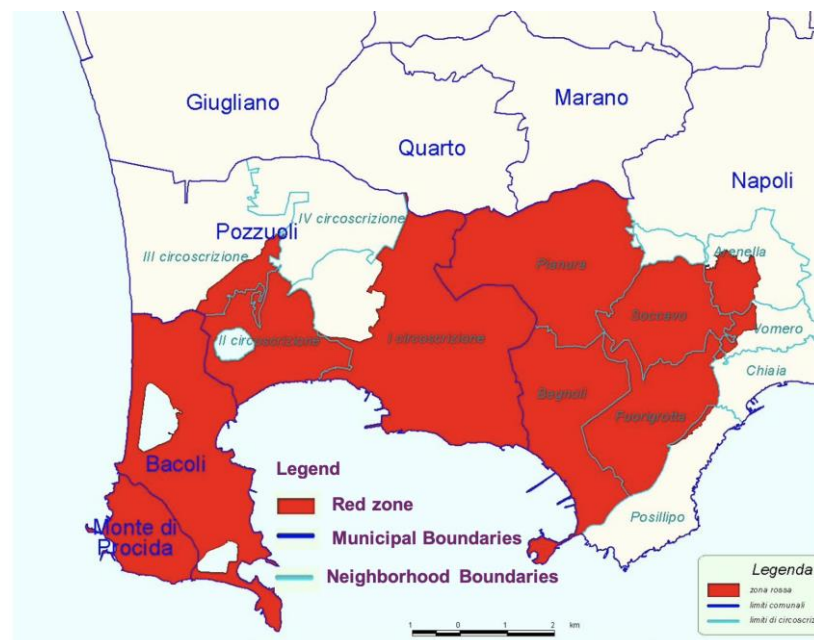 Giugliano
Marano
Quarto
Napoli
IV circoscrizione
Pozzuoli
III circoscrizione
Arenella
Pianura
Soccavo
Vomero
II circoscrizione
I circoscrizione
Chiaia
Bagnoli
Fuorigrotta
Bacoli
Legend
Red zone
Monte di
Procida
Municipal Boundaries
Posillipo
Neighborhood Boundaries
Legenda
zona rossa
limiti comunali
limiti di circoscriz
1 0 1 2 km